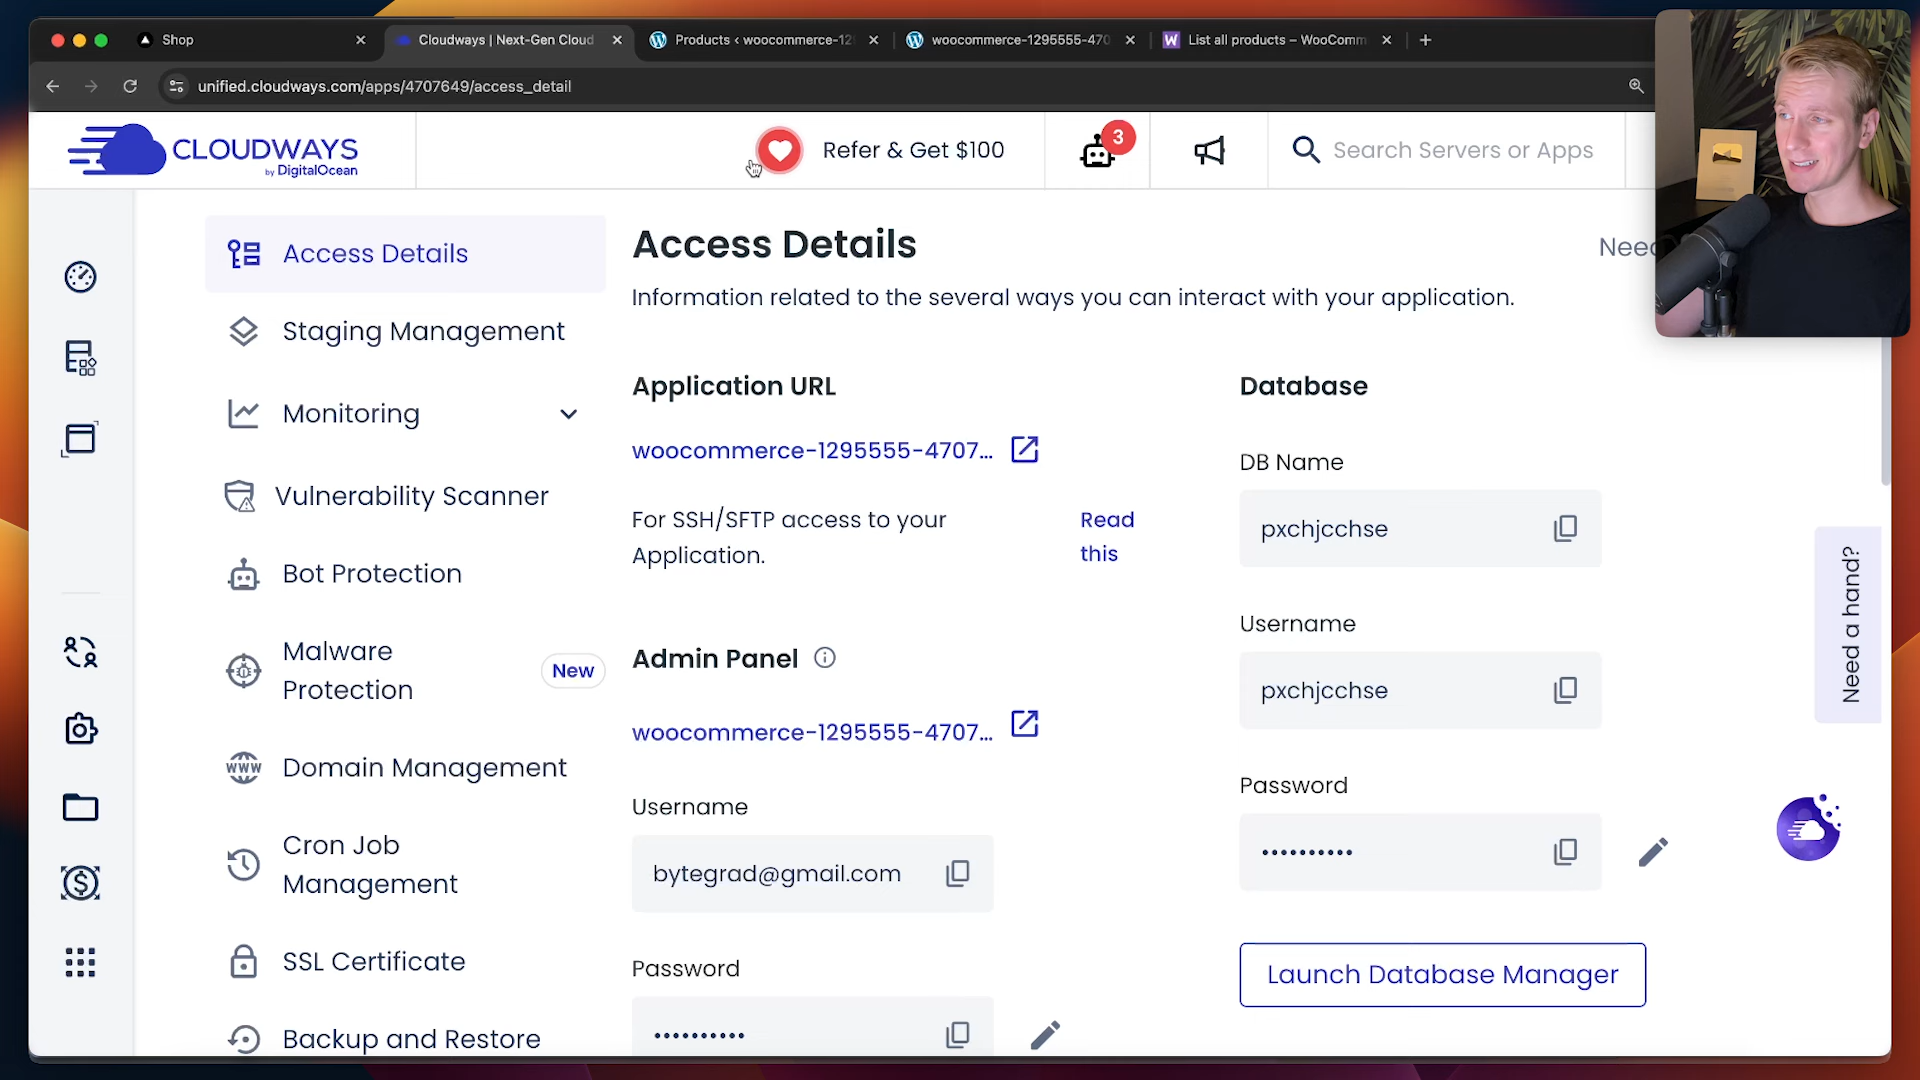 Shop
Cloudways | Next-Gen Cloud
Products ‹ woocommerce-12
woocommerce-1295555-470
W
List all products – WooComm
unified.cloudways.com/apps/4707649/access_detail
CLOUDWAYS
by DigitalOcean
Refer & Get $100
3
Search Servers or Apps
Access Details
Staging Management
Monitoring
Vulnerability Scanner
Bot Protection
Malware
Protection
New
WWW
Domain Management
Cron Job
Management
SSL Certificate
Backup and Restore
Access Details
Need
Information related to the several ways you can interact with your application.
Application URL
woocommerce-1295555-4707...
For SSH/SFTP access to your
Application.
Read
this
Admin Panel
woocommerce-1295555-4707...
Username
bytegrad@gmail.com
Password
••••••••••
Database
DB Name
pxchjcchse
Username
pxchjcchse
Password
••••••••••
Launch Database Manager
Need a hand?